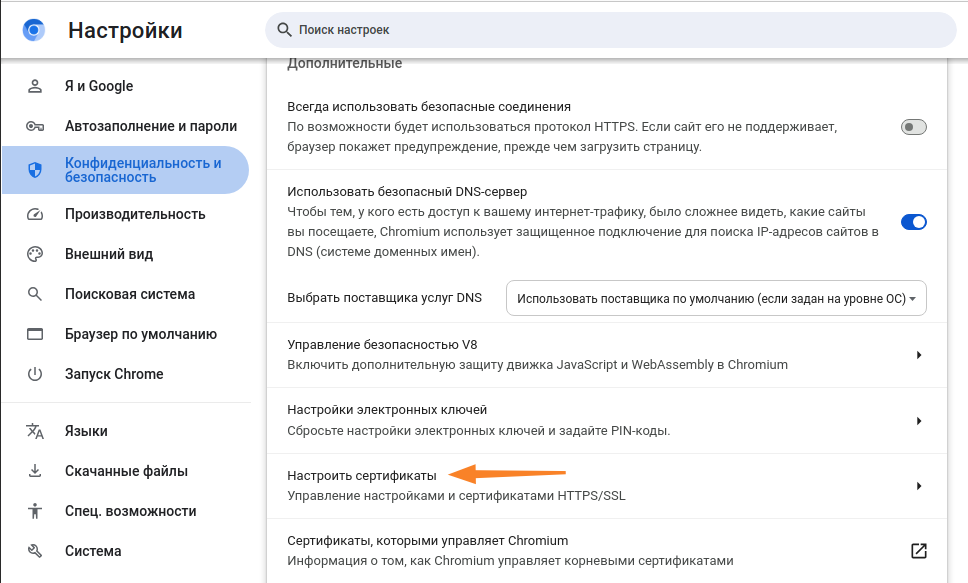 Настройки
Поиск настроек
Я и Google
Автозаполнение и пароли
Конфиденциальность и
безопасность
Производительность
Внешний вид
Поисковая система
Браузер по умолчанию
Запуск Chrome
Языки
Скачанные файлы
Спец. возможности
Система
Дополнительные
Всегда использовать безопасные соединения
По возможности будет использоваться протокол HTTPS. Если сайт его не поддерживает,
браузер покажет предупреждение, прежде чем загрузить страницу.
Использовать безопасный DNS-сервер
Чтобы тем, у кого есть доступ к вашему интернет-трафику, было сложнее видеть, какие сайты
вы посещаете, Chromium использует защищенное подключение для поиска IP-адресов сайтов в
DNS (системе доменных имен).
Выбрать поставщика услуг DNS
Использовать поставщика по умолчанию (если задан на уровне ОС)
Управление безопасностью V8
Включить дополнительную защиту движка JavaScript и WebAssembly в Chromium
Настройки электронных ключей
Сбросьте настройки электронных ключей и задайте PIN-коды.
Настроить сертификаты
Управление настройками и сертификатами HTTPS/SSL
Сертификаты, которыми управляет Chromium
Информация о том, как Chromium управляет корневыми сертификатами